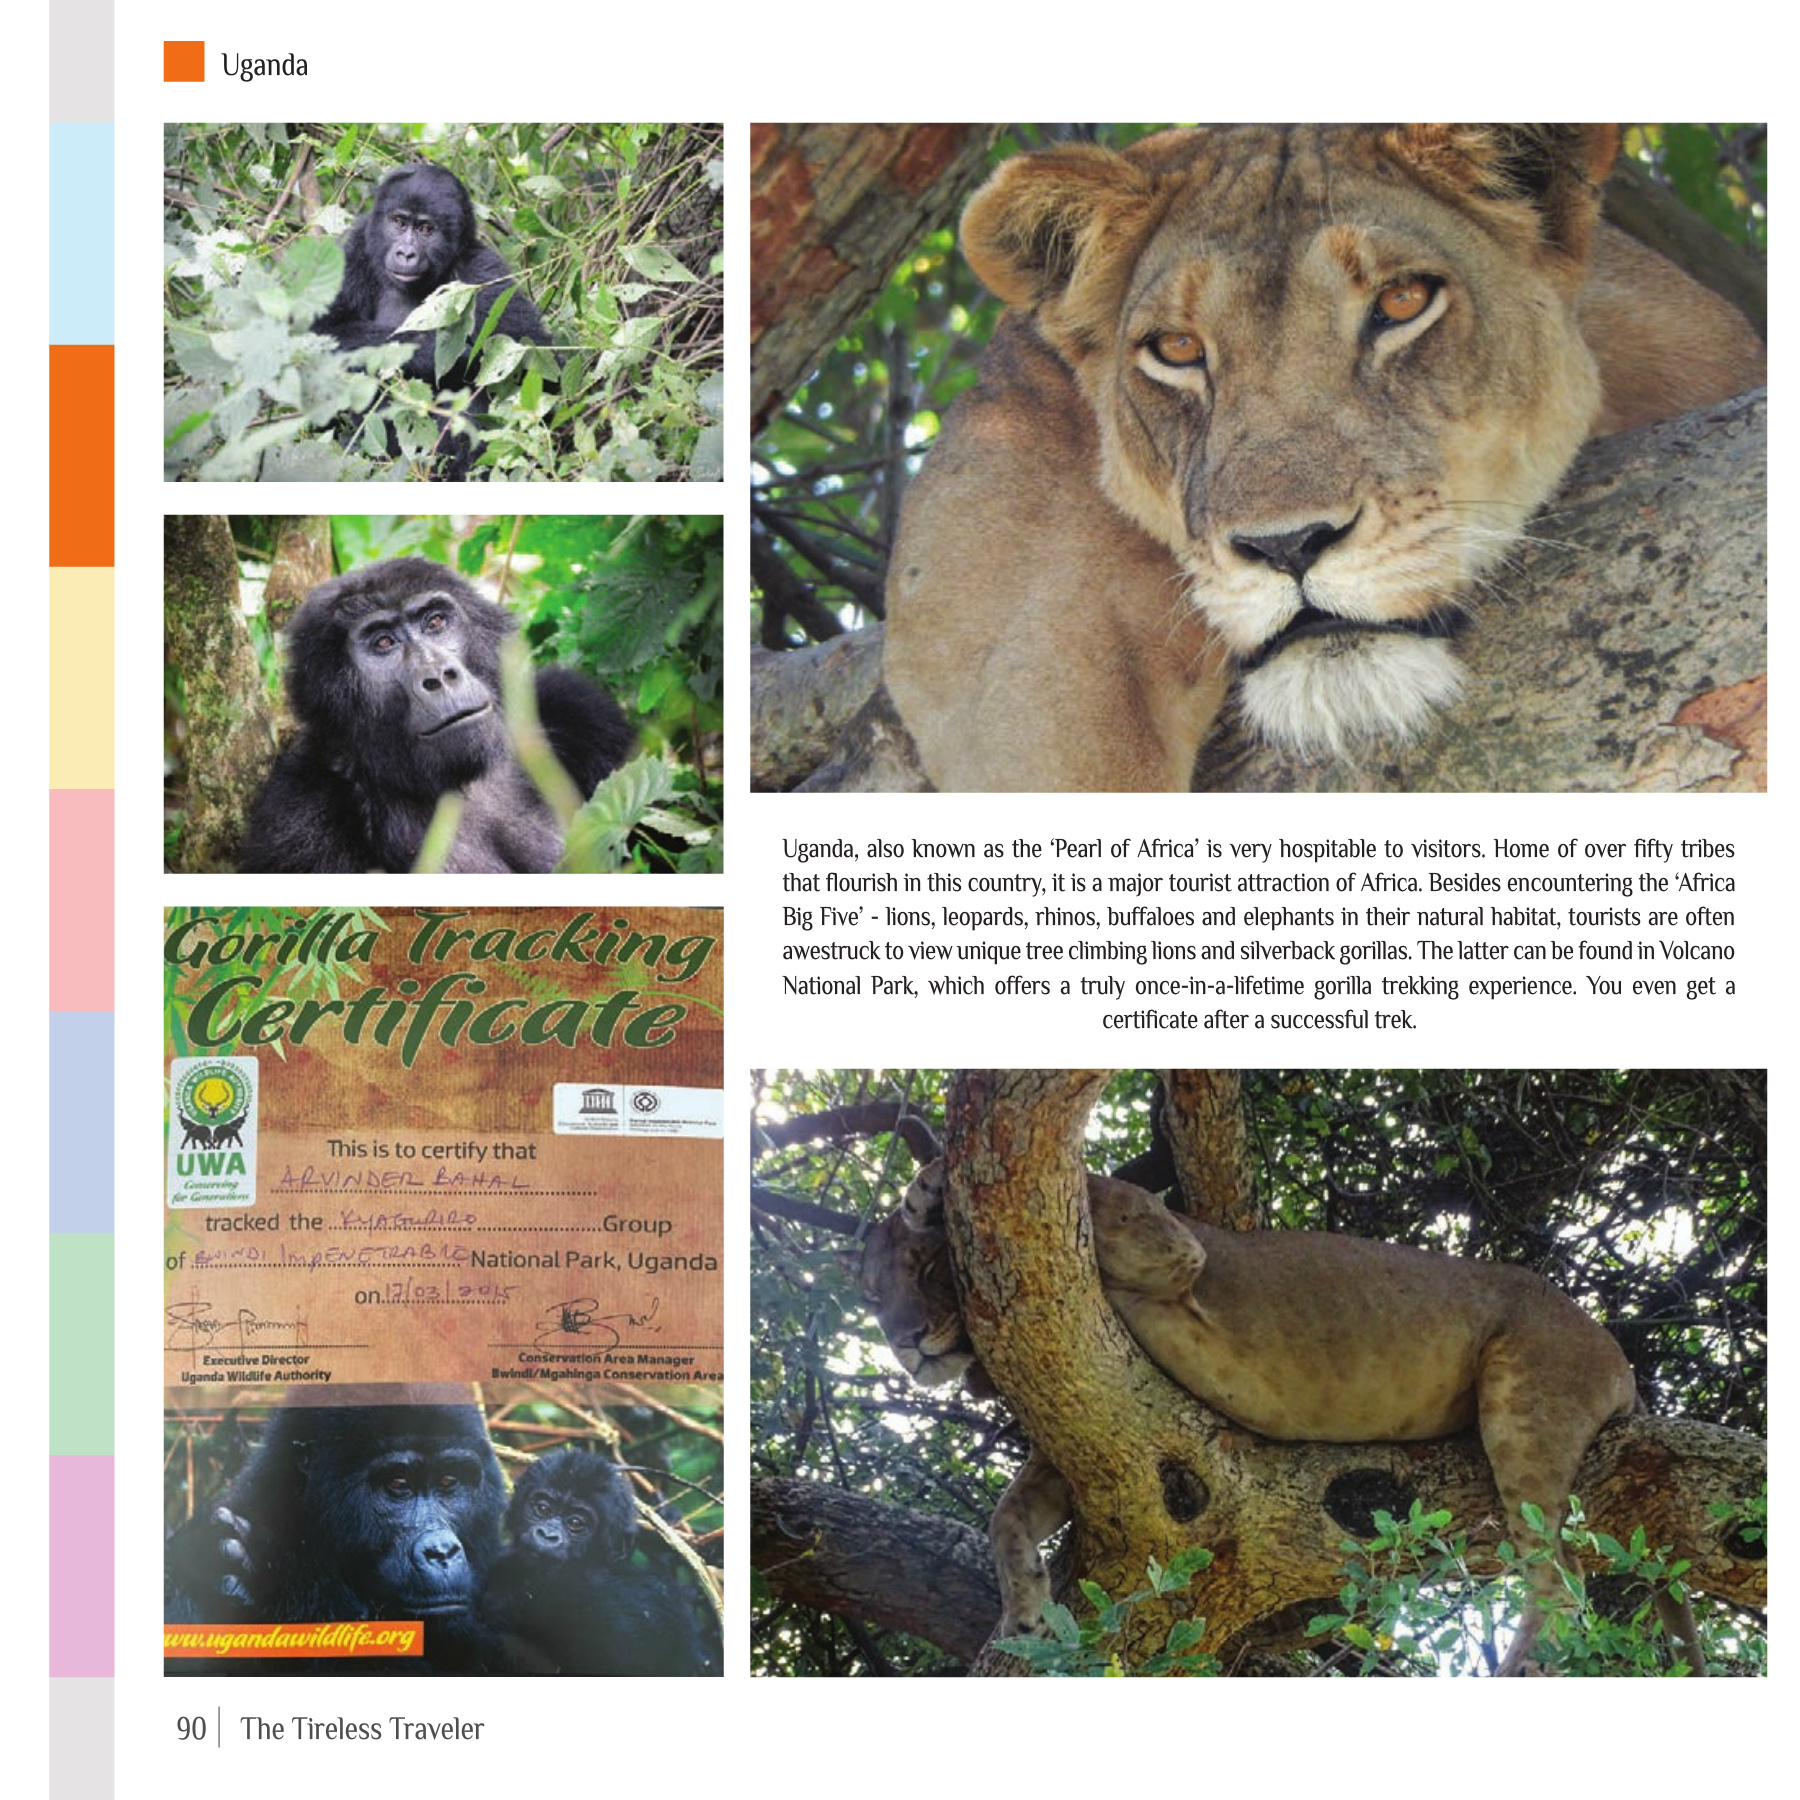 Uganda
Gorilla Tracking
Certificate
UWA
Conserving
for Generations
This is to certify that
ARVINDER BAHAL
tracked the KYAGURIRO Group
of BWINDI IMPENETRABLE National Park, Uganda
on 17/03/2015
Executive Director
Uganda Wildlife Authority
Conservation Area Manager
Bwindi/Mgahinga Conservation Area
www.ugandawildlife.org
Uganda, also known as the ‘Pearl of Africa’ is very hospitable to visitors. Home of over fifty tribes
that flourish in this country, it is a major tourist attraction of Africa. Besides encountering the ‘Africa
Big Five’ - lions, leopards, rhinos, buffaloes and elephants in their natural habitat, tourists are often
awestruck to view unique tree climbing lions and silverback gorillas. The latter can be found in Volcano
National Park, which offers a truly once-in-a-lifetime gorilla trekking experience. You even get a
certificate after a successful trek.
90 | The Tireless Traveler